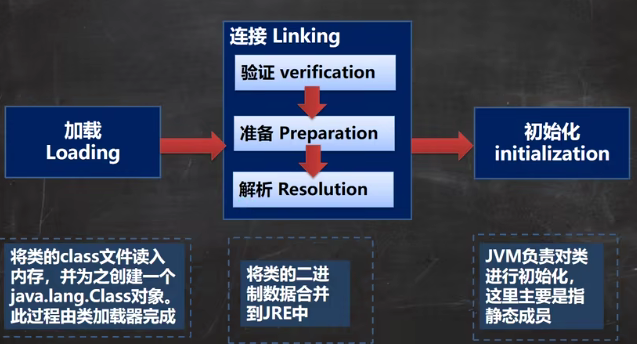 加载
Loading
连接 Linking
验证 verification
准备 Preparation
解析 Resolution
初始化
initialization
将类的class文件读入
内存，并为之创建一个
java.lang.Class对象。
此过程由类加载器完成
将类的二进
制数据合并
到JRE中
JVM负责对类
进行初始化，
这里主要是指
静态成员